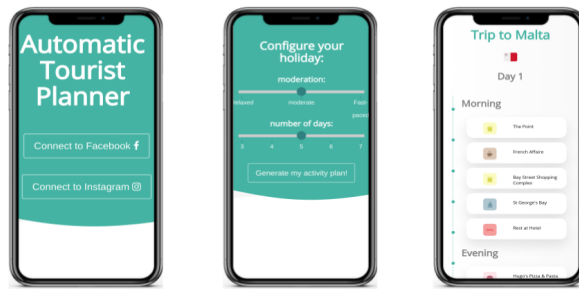 Automatic
Tourist
Planner
Connect to Facebook
Connect to Instagram
Configure your
holiday:
moderation:
relaxed moderate Fast-
paced
number of days:
3 4 5 6 7
Generate my activity plan!
Trip to Malta
Day 1
Morning
The Point
French Affaire
Bay Street Shopping
Complex
St George's Bay
Rest at Hotel
Evening
Hugo's Pizza & Pasta